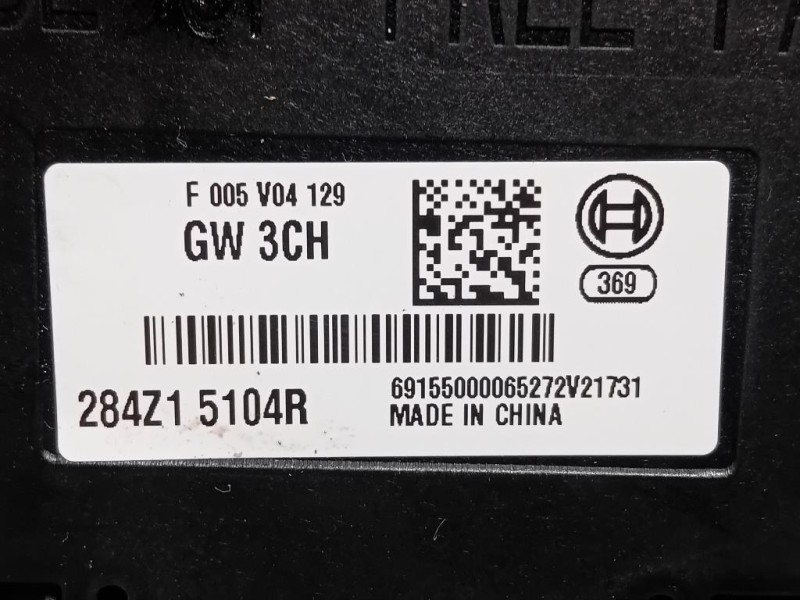 F 005 V04 129
GW 3CH
369
284Z1 5104R
69155000065272V21731
MADE IN CHINA